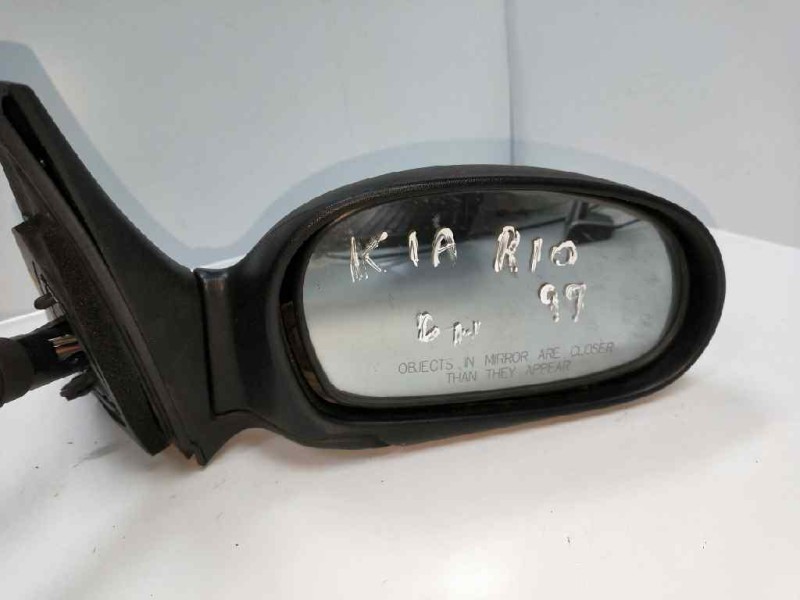 KIA RIO
97
OBJECTS IN MIRROR ARE CLOSER
THAN THEY APPEAR